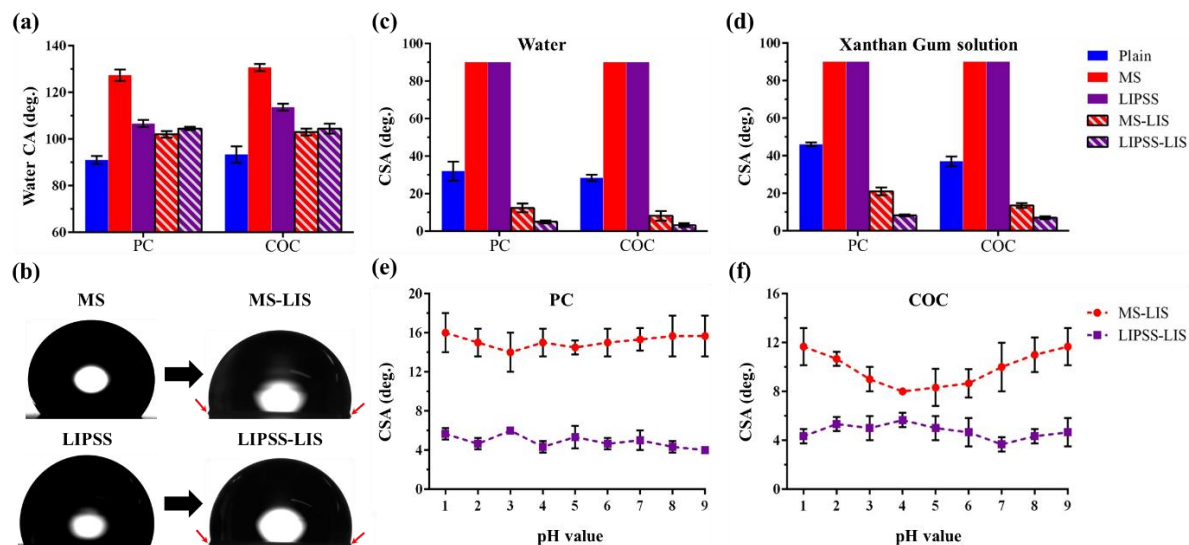 (a)
140
120
100
80
60
Water CA (deg.)
PC
COC
(b)
MS
MS-LIS
LIPSS
LIPSS-LIS
(c)
Water
100
80
60
40
20
0
CSA (deg.)
PC
COC
(d)
Xanthan Gum solution
100
80
60
40
20
0
CSA (deg.)
PC
COC
Plain
MS
LIPSS
MS-LIS
LIPSS-LIS
(e)
PC
20
16
12
8
4
0
CSA (deg.)
1 2 3 4 5 6 7 8 9
pH value
(f)
COC
16
12
8
4
0
CSA (deg.)
1 2 3 4 5 6 7 8 9
pH value
MS-LIS
LIPSS-LIS